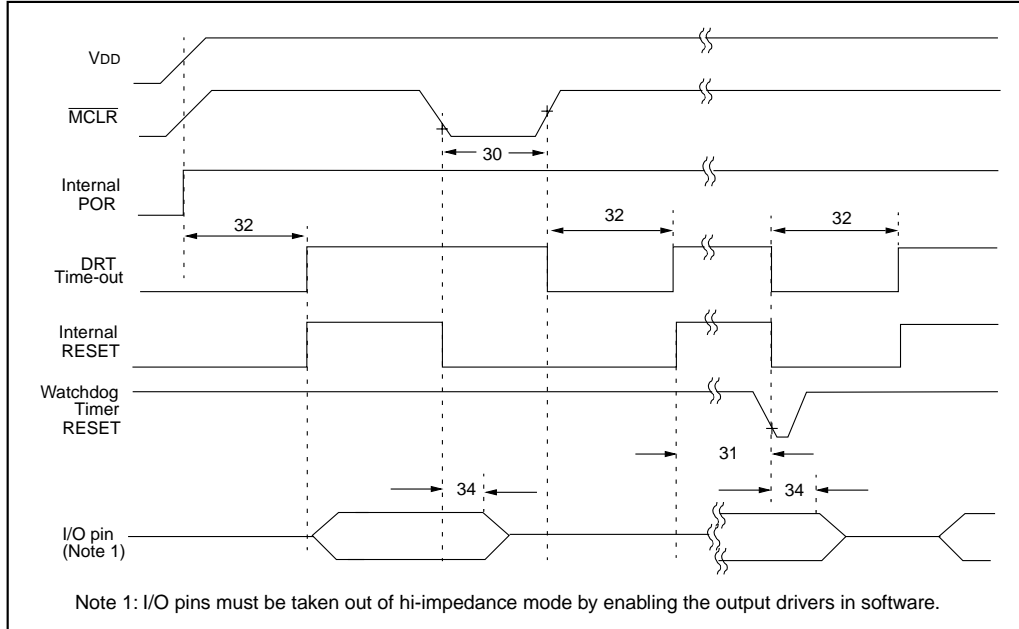 VDD
MCLR
30
Internal
POR
32
32
32
DRT
Time-out
Internal
RESET
Watchdog
Timer
RESET
31
34
34
I/O pin
(Note 1)
Note 1: I/O pins must be taken out of hi-impedance mode by enabling the output drivers in software.